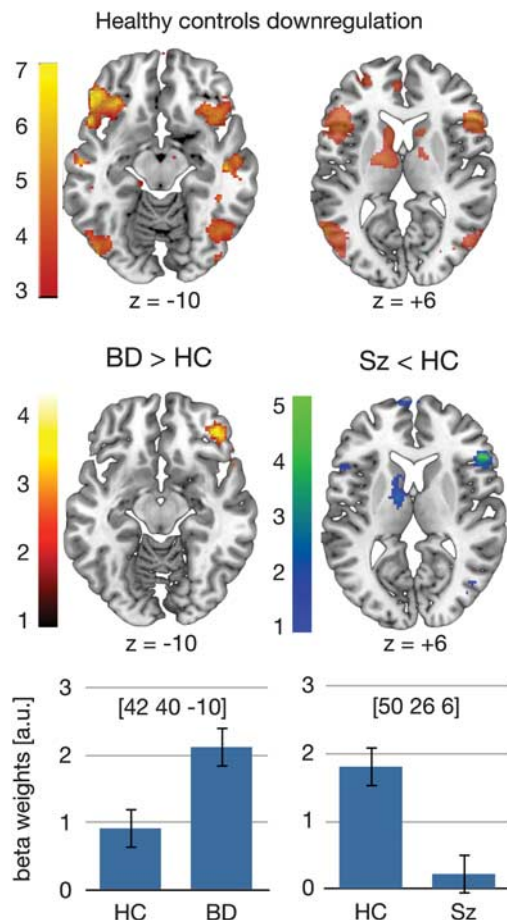 Healthy controls downregulation
7
6
5
4
3
z = -10
z = +6
BD > HC
Sz < HC
4
3
2
1
5
4
3
2
1
z = -10
z = +6
beta weights [a.u.]
3
2
1
0
[42 40 -10]
HC
BD
3
2
1
0
[50 26 6]
HC
Sz